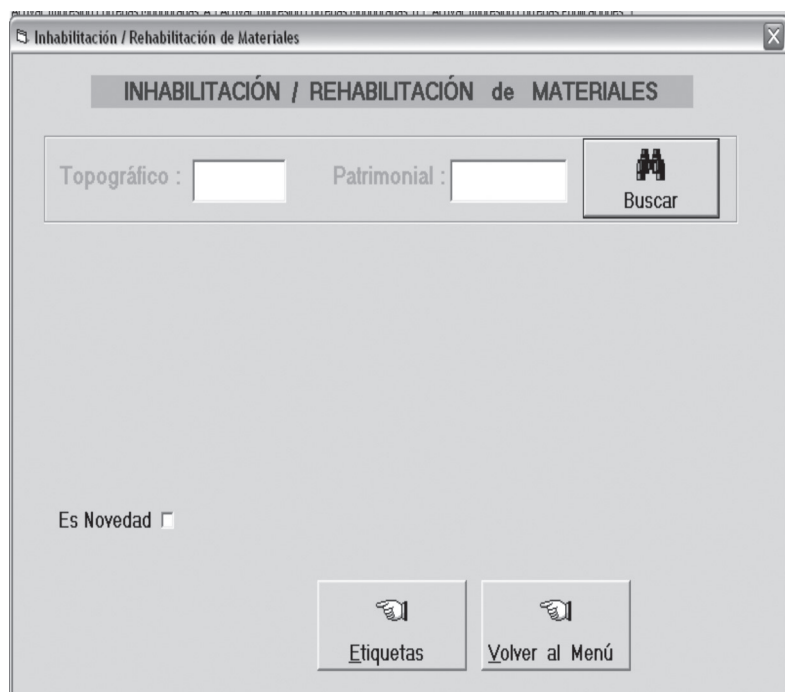 Inhabilitación / Rehabilitación de Materiales
INHABILITACIÓN / REHABILITACIÓN de MATERIALES
Topográfico :
Patrimonial :
Buscar
Es Novedad
Etiquetas
Volver al Menú